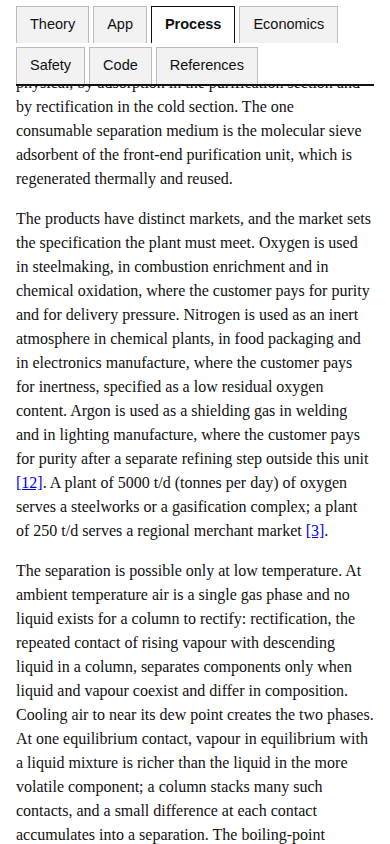 Theory App Process Economics
Safety Code References
physical, by adsorption in the purification section and
by rectification in the cold section. The one
consumable separation medium is the molecular sieve
adsorbent of the front-end purification unit, which is
regenerated thermally and reused.
The products have distinct markets, and the market sets
the specification the plant must meet. Oxygen is used
in steelmaking, in combustion enrichment and in
chemical oxidation, where the customer pays for purity
and for delivery pressure. Nitrogen is used as an inert
atmosphere in chemical plants, in food packaging and
in electronics manufacture, where the customer pays
for inertness, specified as a low residual oxygen
content. Argon is used as a shielding gas in welding
and in lighting manufacture, where the customer pays
for purity after a separate refining step outside this unit
[12]. A plant of 5000 t/d (tonnes per day) of oxygen
serves a steelworks or a gasification complex; a plant
of 250 t/d serves a regional merchant market [3].
The separation is possible only at low temperature. At
ambient temperature air is a single gas phase and no
liquid exists for a column to rectify: rectification, the
repeated contact of rising vapour with descending
liquid in a column, separates components only when
liquid and vapour coexist and differ in composition.
Cooling air to near its dew point creates the two phases.
At one equilibrium contact, vapour in equilibrium with
a liquid mixture is richer than the liquid in the more
volatile component; a column stacks many such
contacts, and a small difference at each contact
accumulates into a separation. The boiling-point